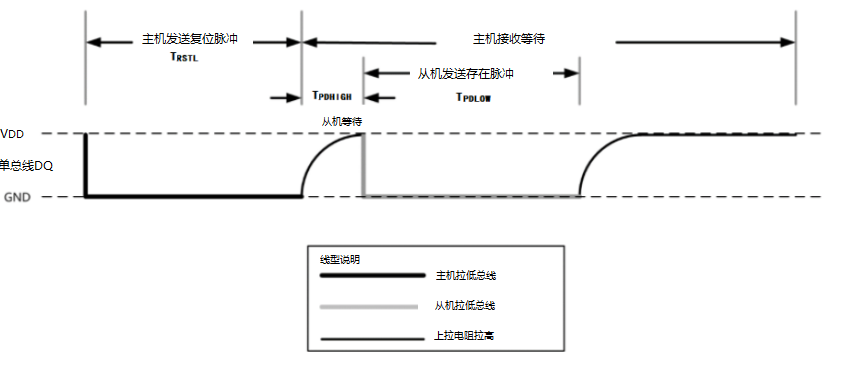 主机发送复位脉冲
TRSTL
主机接收等待
从机发送存在脉冲
TPDHIGH
TPDLOW
从机等待
VDD
单总线DQ
GND
线型说明
主机拉低总线
从机拉低总线
上拉电阻拉高